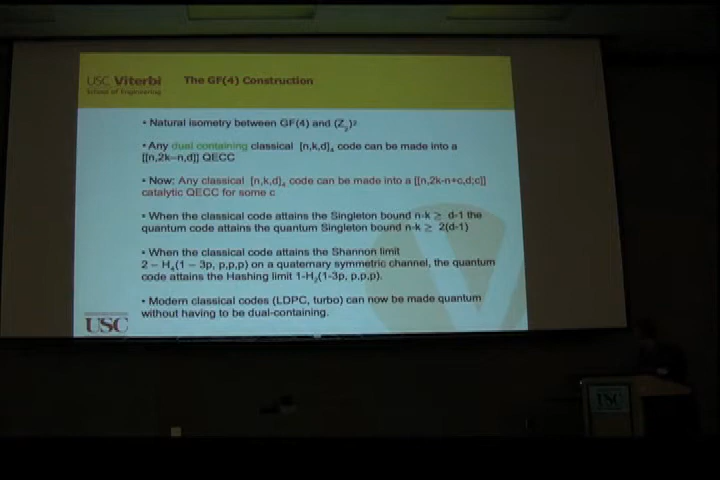 USC Viterbi
School of Engineering
The GF(4) Construction
• Natural isometry between GF(4) and (Z₂)²
• Any dual containing classical [n,k,d]₄ code can be made into a
[[n,2k−n,d]] QECC
• Now: Any classical [n,k,d]₄ code can be made into a [[n,2k-n+c,d;c]]
catalytic QECC for some c
• When the classical code attains the Singleton bound n-k ≥ d-1 the
quantum code attains the quantum Singleton bound n-k ≥ 2(d-1)
• When the classical code attains the Shannon limit
2 − H₄(1 − 3p, p,p,p) on a quaternary symmetric channel, the quantum
code attains the Hashing limit 1-H₂(1-3p, p,p,p).
• Modern classical codes (LDPC, turbo) can now be made quantum
without having to be dual-containing.
USC
USC